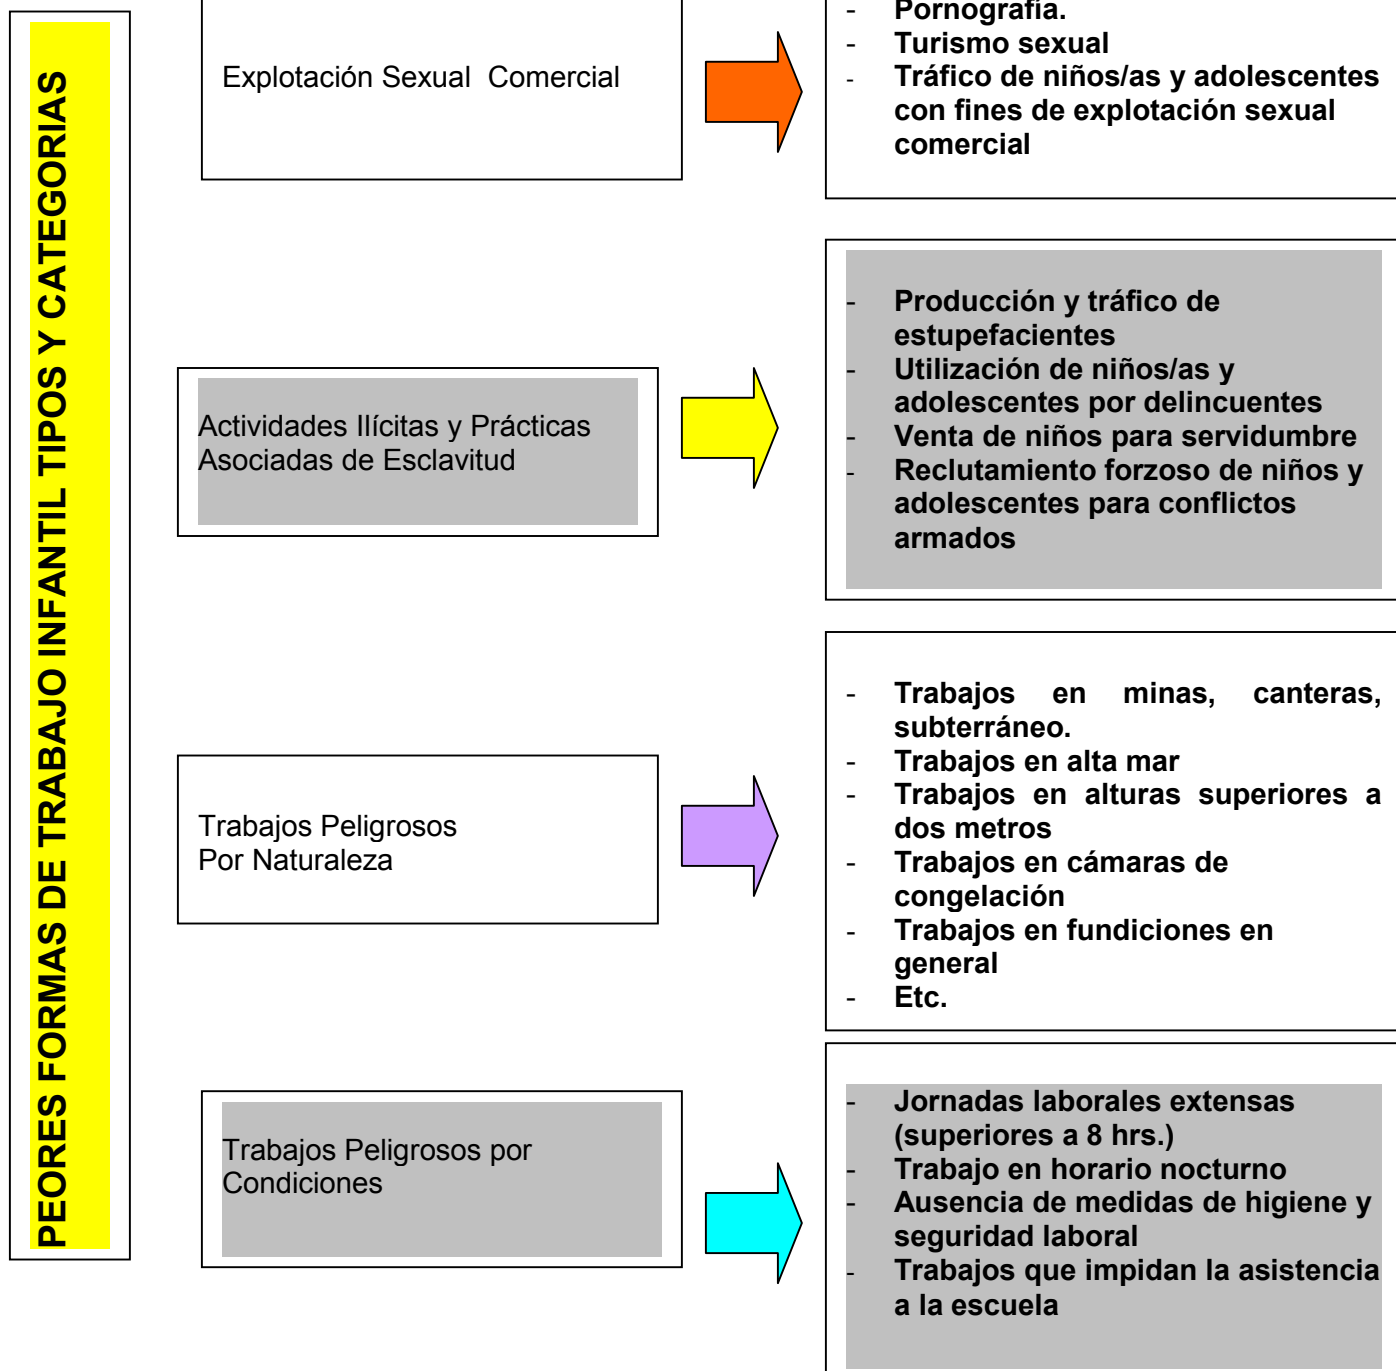 PEORES FORMAS DE TRABAJO INFANTIL TIPOS Y CATEGORIAS
Explotación Sexual  Comercial
- Pornografía.
- Turismo sexual
- Tráfico de niños/as y adolescentes
con fines de explotación sexual
comercial
Actividades Ilícitas y Prácticas
Asociadas de Esclavitud
- Producción y tráfico de
estupefacientes
- Utilización de niños/as y
adolescentes por delincuentes
- Venta de niños para servidumbre
- Reclutamiento forzoso de niños y
adolescentes para conflictos
armados
Trabajos Peligrosos
Por Naturaleza
- Trabajos en minas, canteras,
subterráneo.
- Trabajos en alta mar
- Trabajos en alturas superiores a
dos metros
- Trabajos en cámaras de
congelación
- Trabajos en fundiciones en
general
- Etc.
Trabajos Peligrosos por
Condiciones
- Jornadas laborales extensas
(superiores a 8 hrs.)
- Trabajo en horario nocturno
- Ausencia de medidas de higiene y
seguridad laboral
- Trabajos que impidan la asistencia
a la escuela